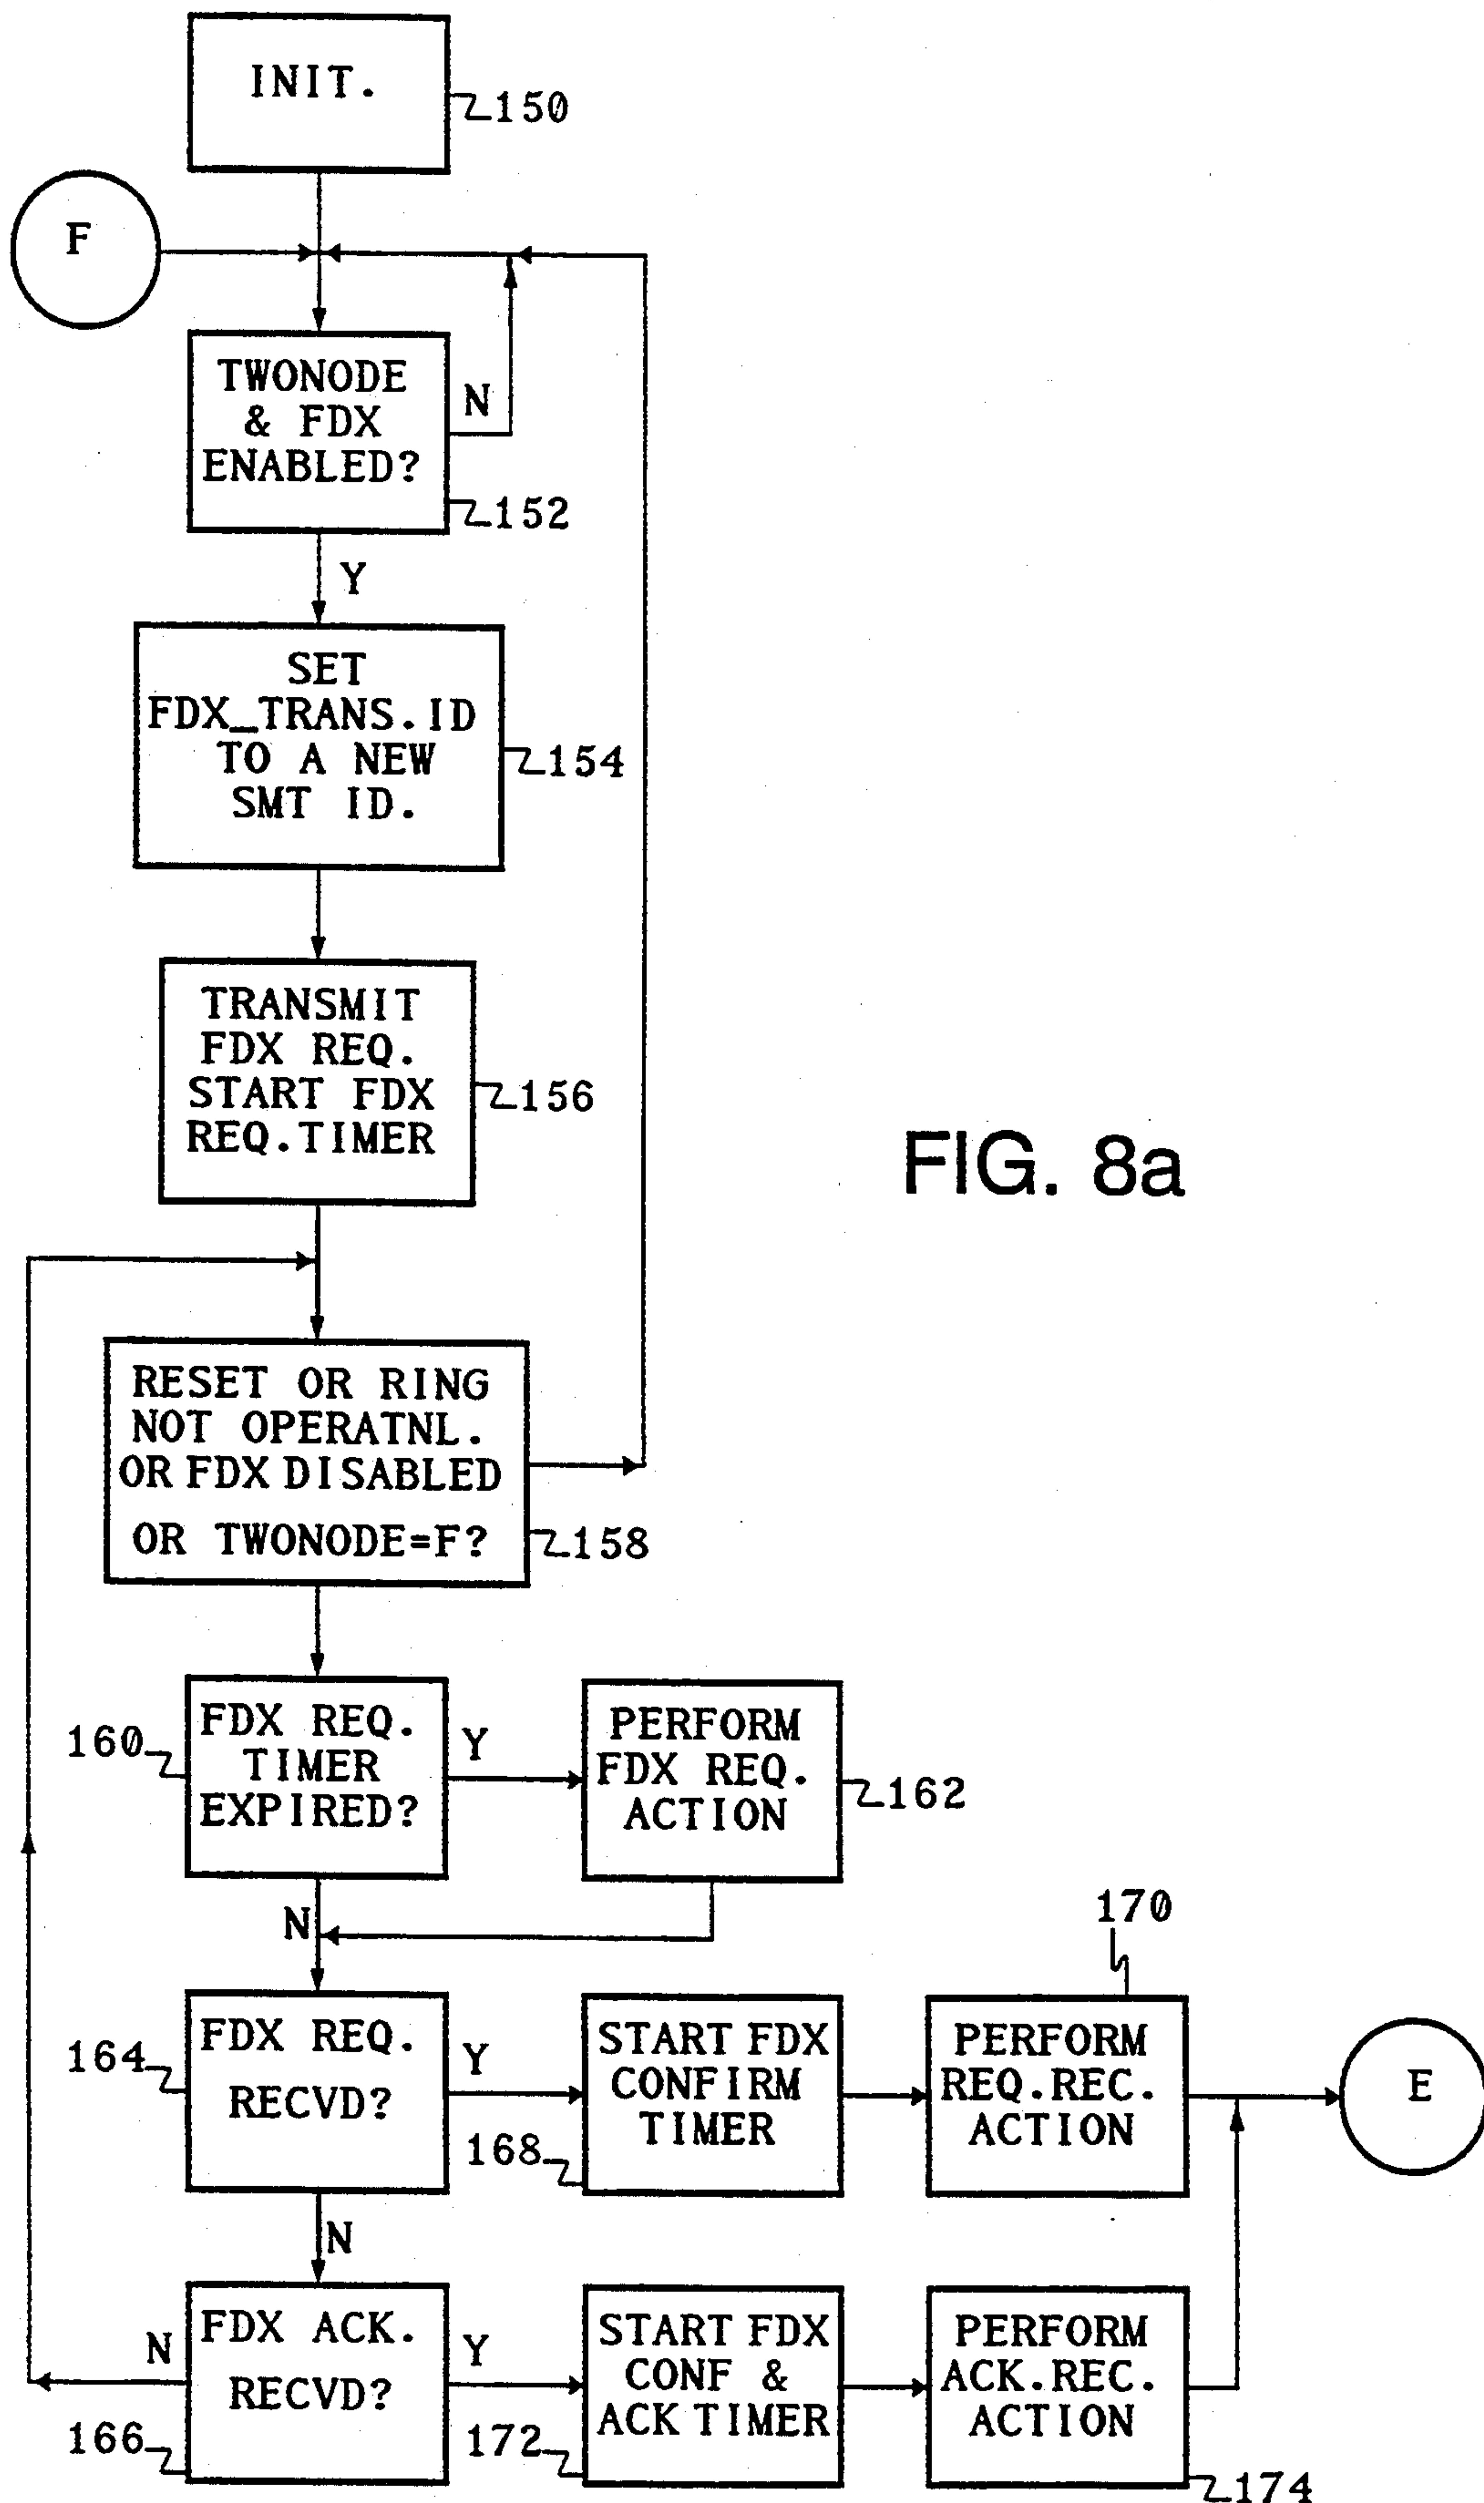 INIT.
150
F
TWONODE
& FDX
ENABLED?
N
152
Y
SET
FDX_TRANS.ID
TO A NEW
SMT ID.
154
TRANSMIT
FDX REQ.
START FDX
REQ.TIMER
156
FIG. 8a
RESET OR RING
NOT OPERATNL.
OR FDX DISABLED
OR TWONODE=F?
158
160
FDX REQ.
TIMER
EXPIRED?
Y
PERFORM
FDX REQ.
ACTION
162
N
170
164
FDX REQ.
RECVD?
Y
168
START FDX
CONFIRM
TIMER
PERFORM
REQ.REC.
ACTION
E
N
N
166
FDX ACK.
RECVD?
Y
172
START FDX
CONF &
ACK TIMER
PERFORM
ACK.REC.
ACTION
174